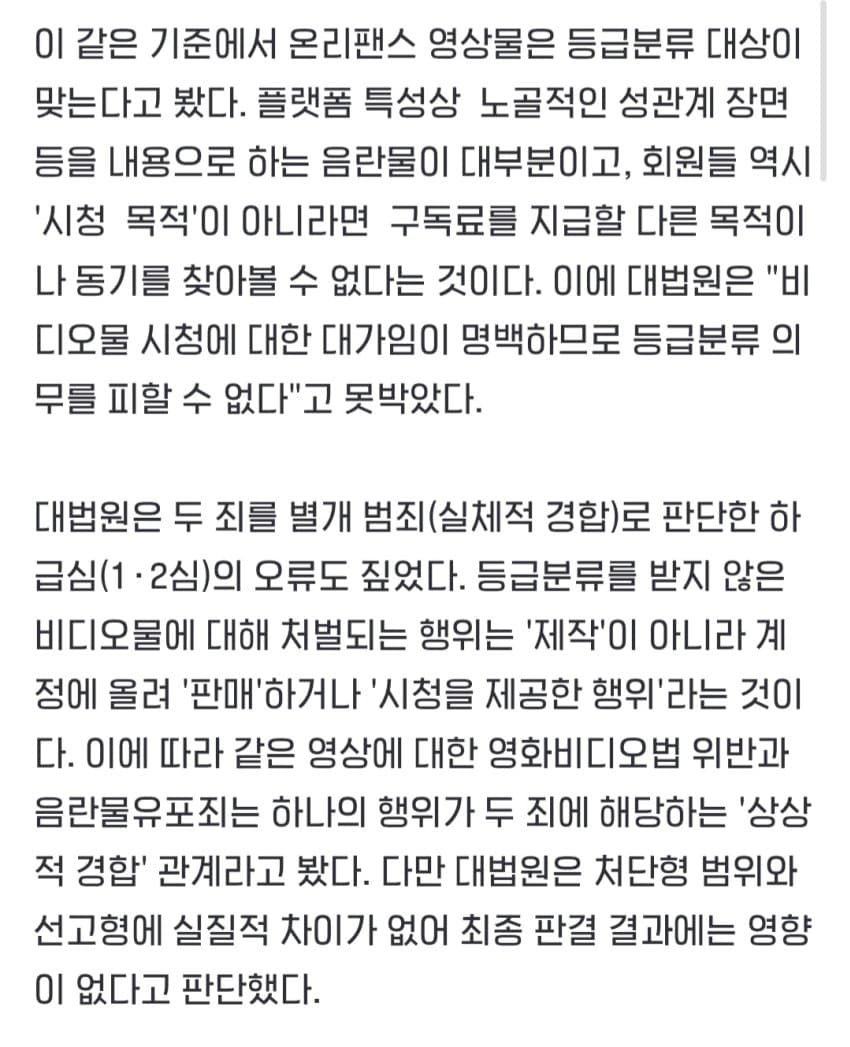 이 같은 기준에서 온리팬스 영상물은 등급분류 대상이
맞는다고 봤다. 플랫폼 특성상 노골적인 성관계 장면
등을 내용으로 하는 음란물이 대부분이고, 회원들 역시
'시청 목적'이 아니라면 구독료를 지급할 다른 목적이
나 동기를 찾아볼 수 없다는 것이다. 이에 대법원은 "비
디오물 시청에 대한 대가임이 명백하므로 등급분류 의
무를 피할 수 없다"고 못박았다.
대법원은 두 죄를 별개 범죄(실체적 경합)로 판단한 하
급심(1·2심)의 오류도 짚었다. 등급분류를 받지 않은
비디오물에 대해 처벌되는 행위는 '제작'이 아니라 계
정에 올려 '판매'하거나 '시청을 제공한 행위'라는 것이
다. 이에 따라 같은 영상에 대한 영화비디오법 위반과
음란물유포죄는 하나의 행위가 두 죄에 해당하는 '상상
적 경합' 관계라고 봤다. 다만 대법원은 처단형 범위와
선고형에 실질적 차이가 없어 최종 판결 결과에는 영향
이 없다고 판단했다.